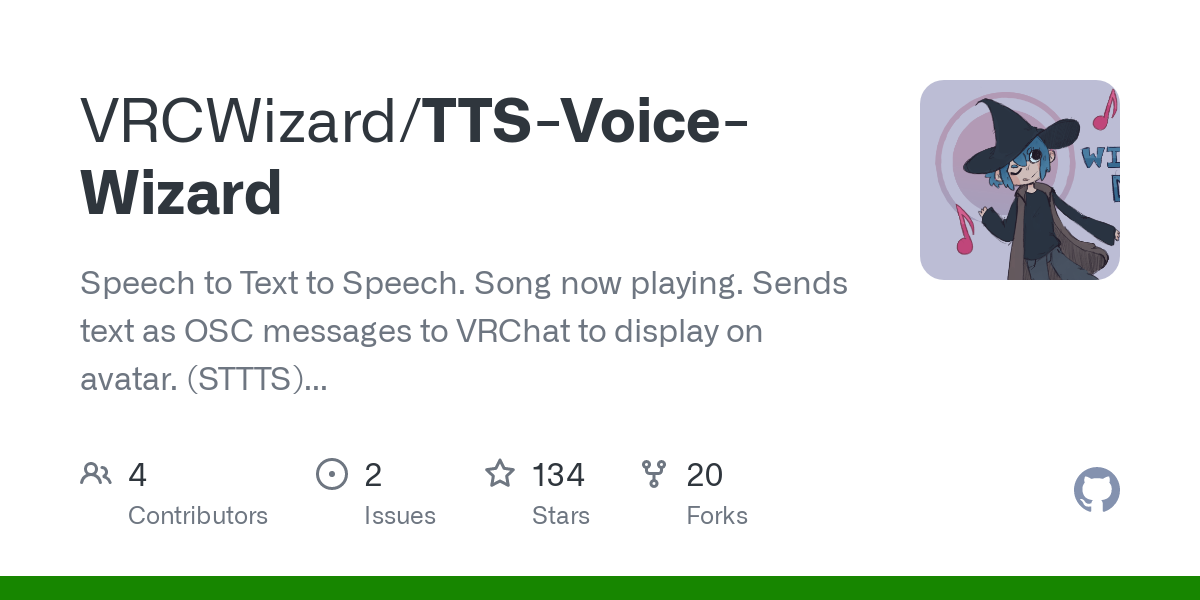 VRCWizard/TTS-Voice-
Wizard
Speech to Text to Speech. Song now playing. Sends
text as OSC messages to VRChat to display on
avatar. (STTTS)...
4
Contributors
2
Issues
134
Stars
20
Forks